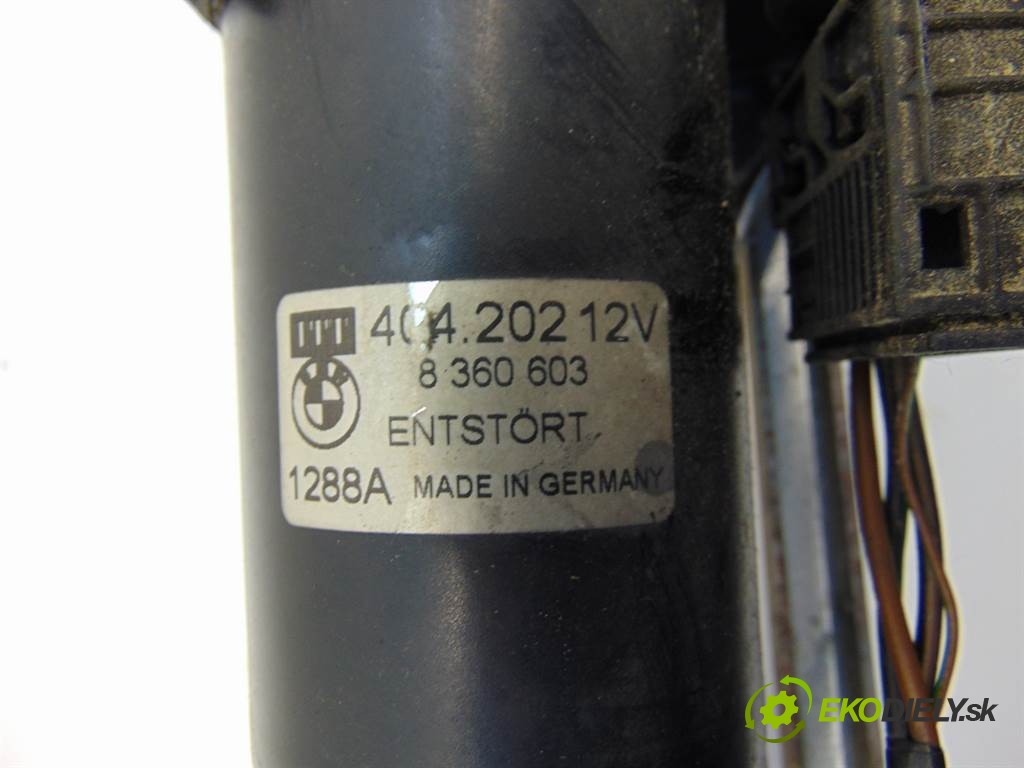 404.202 12V
8 360 603
ENTSTÖRT
1288A MADE IN GERMANY
EKODIELY.sk